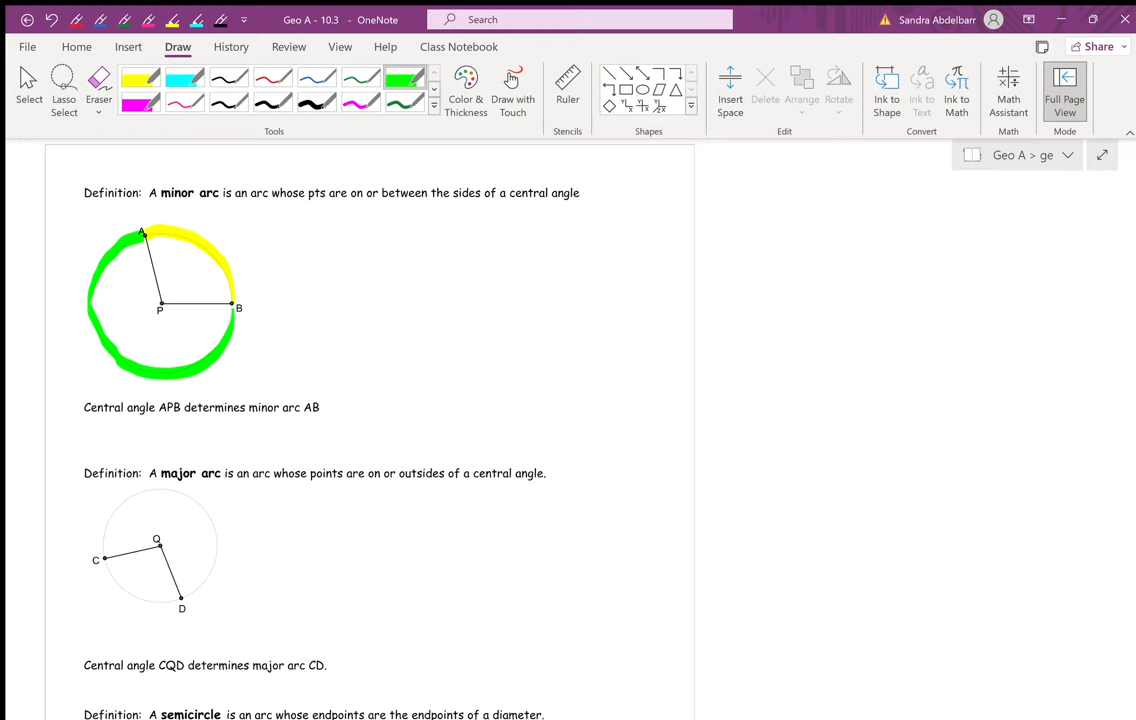 Geo A - 10.3 - OneNote
Search
Sandra Abdelbarr
File Home Insert Draw History Review View Help Class Notebook
Share
Select
Lasso Select
Eraser
Color & Thickness
Draw with Touch
Ruler
Insert Space
Delete
Arrange
Rotate
Ink to Shape
Ink to Text
Ink to Math
Math Assistant
Full Page View
Tools
Stencils
Shapes
Edit
Convert
Math
Mode
Geo A > ge
Definition: A minor arc is an arc whose pts are on or between the sides of a central angle
A
P
B
Central angle APB determines minor arc AB
Definition: A major arc is an arc whose points are on or outsides of a central angle.
Q
C
D
Central angle CQD determines major arc CD.
Definition: A semicircle is an arc whose endpoints are the endpoints of a diameter.